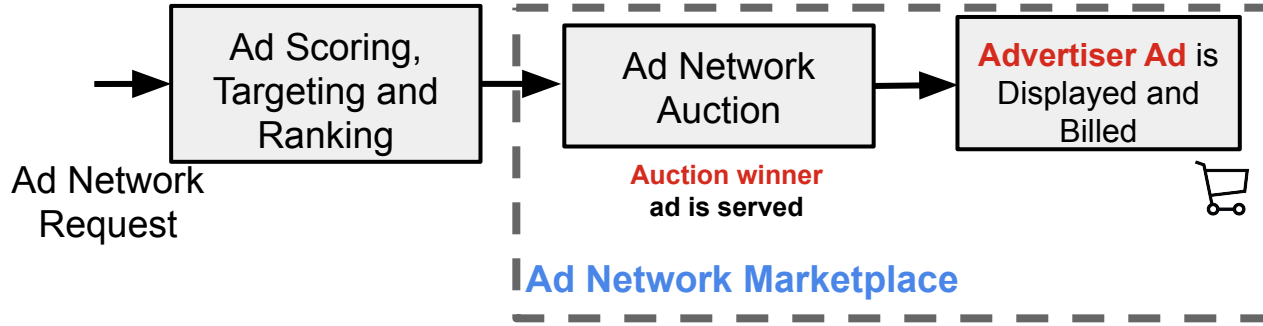 Ad Network
Request
Ad Scoring,
Targeting and
Ranking
Ad Network
Auction
Auction winner
ad is served
Advertiser Ad is
Displayed and
Billed
Ad Network Marketplace